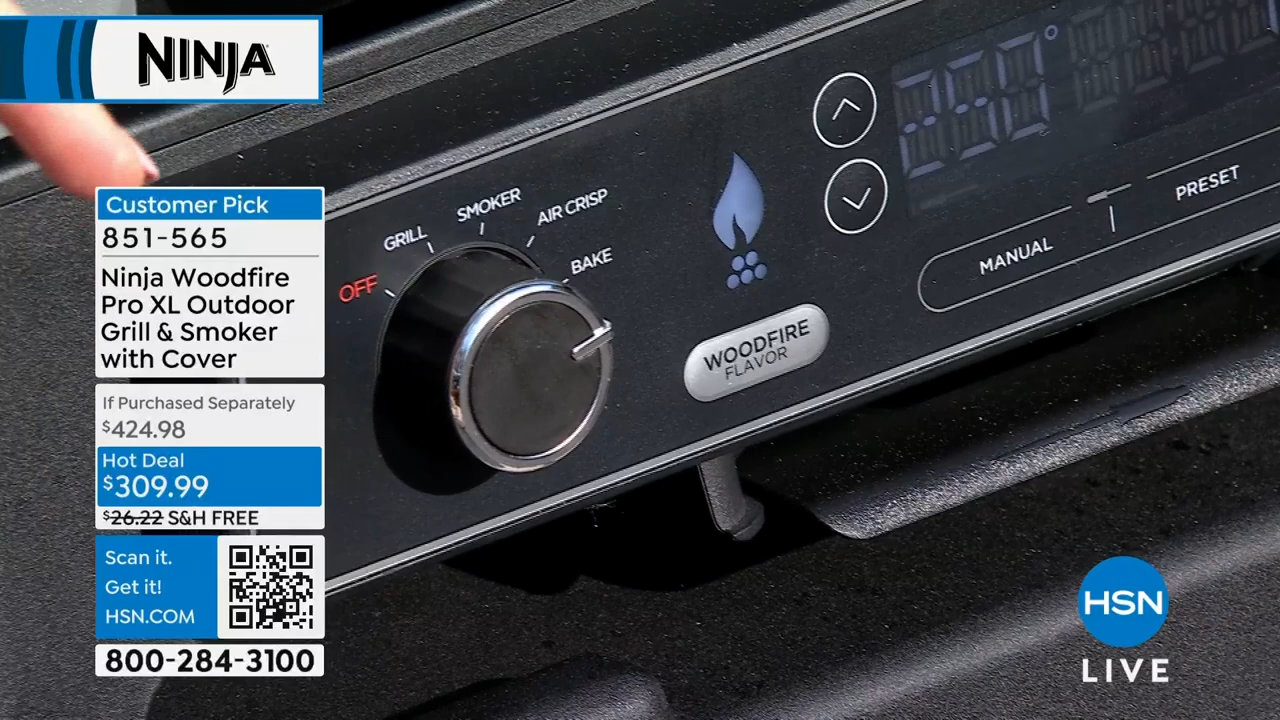 NINJA
Customer Pick
851-565
Ninja Woodfire
Pro XL Outdoor
Grill & Smoker
with Cover
If Purchased Separately
$424.98
Hot Deal
$309.99
$26.22 S&H FREE
Scan it.
Get it!
HSN.COM
800-284-3100
OFF
GRILL
SMOKER
AIR CRISP
BAKE
WOODFIRE
FLAVOR
MANUAL
PRESET
HSN
LIVE